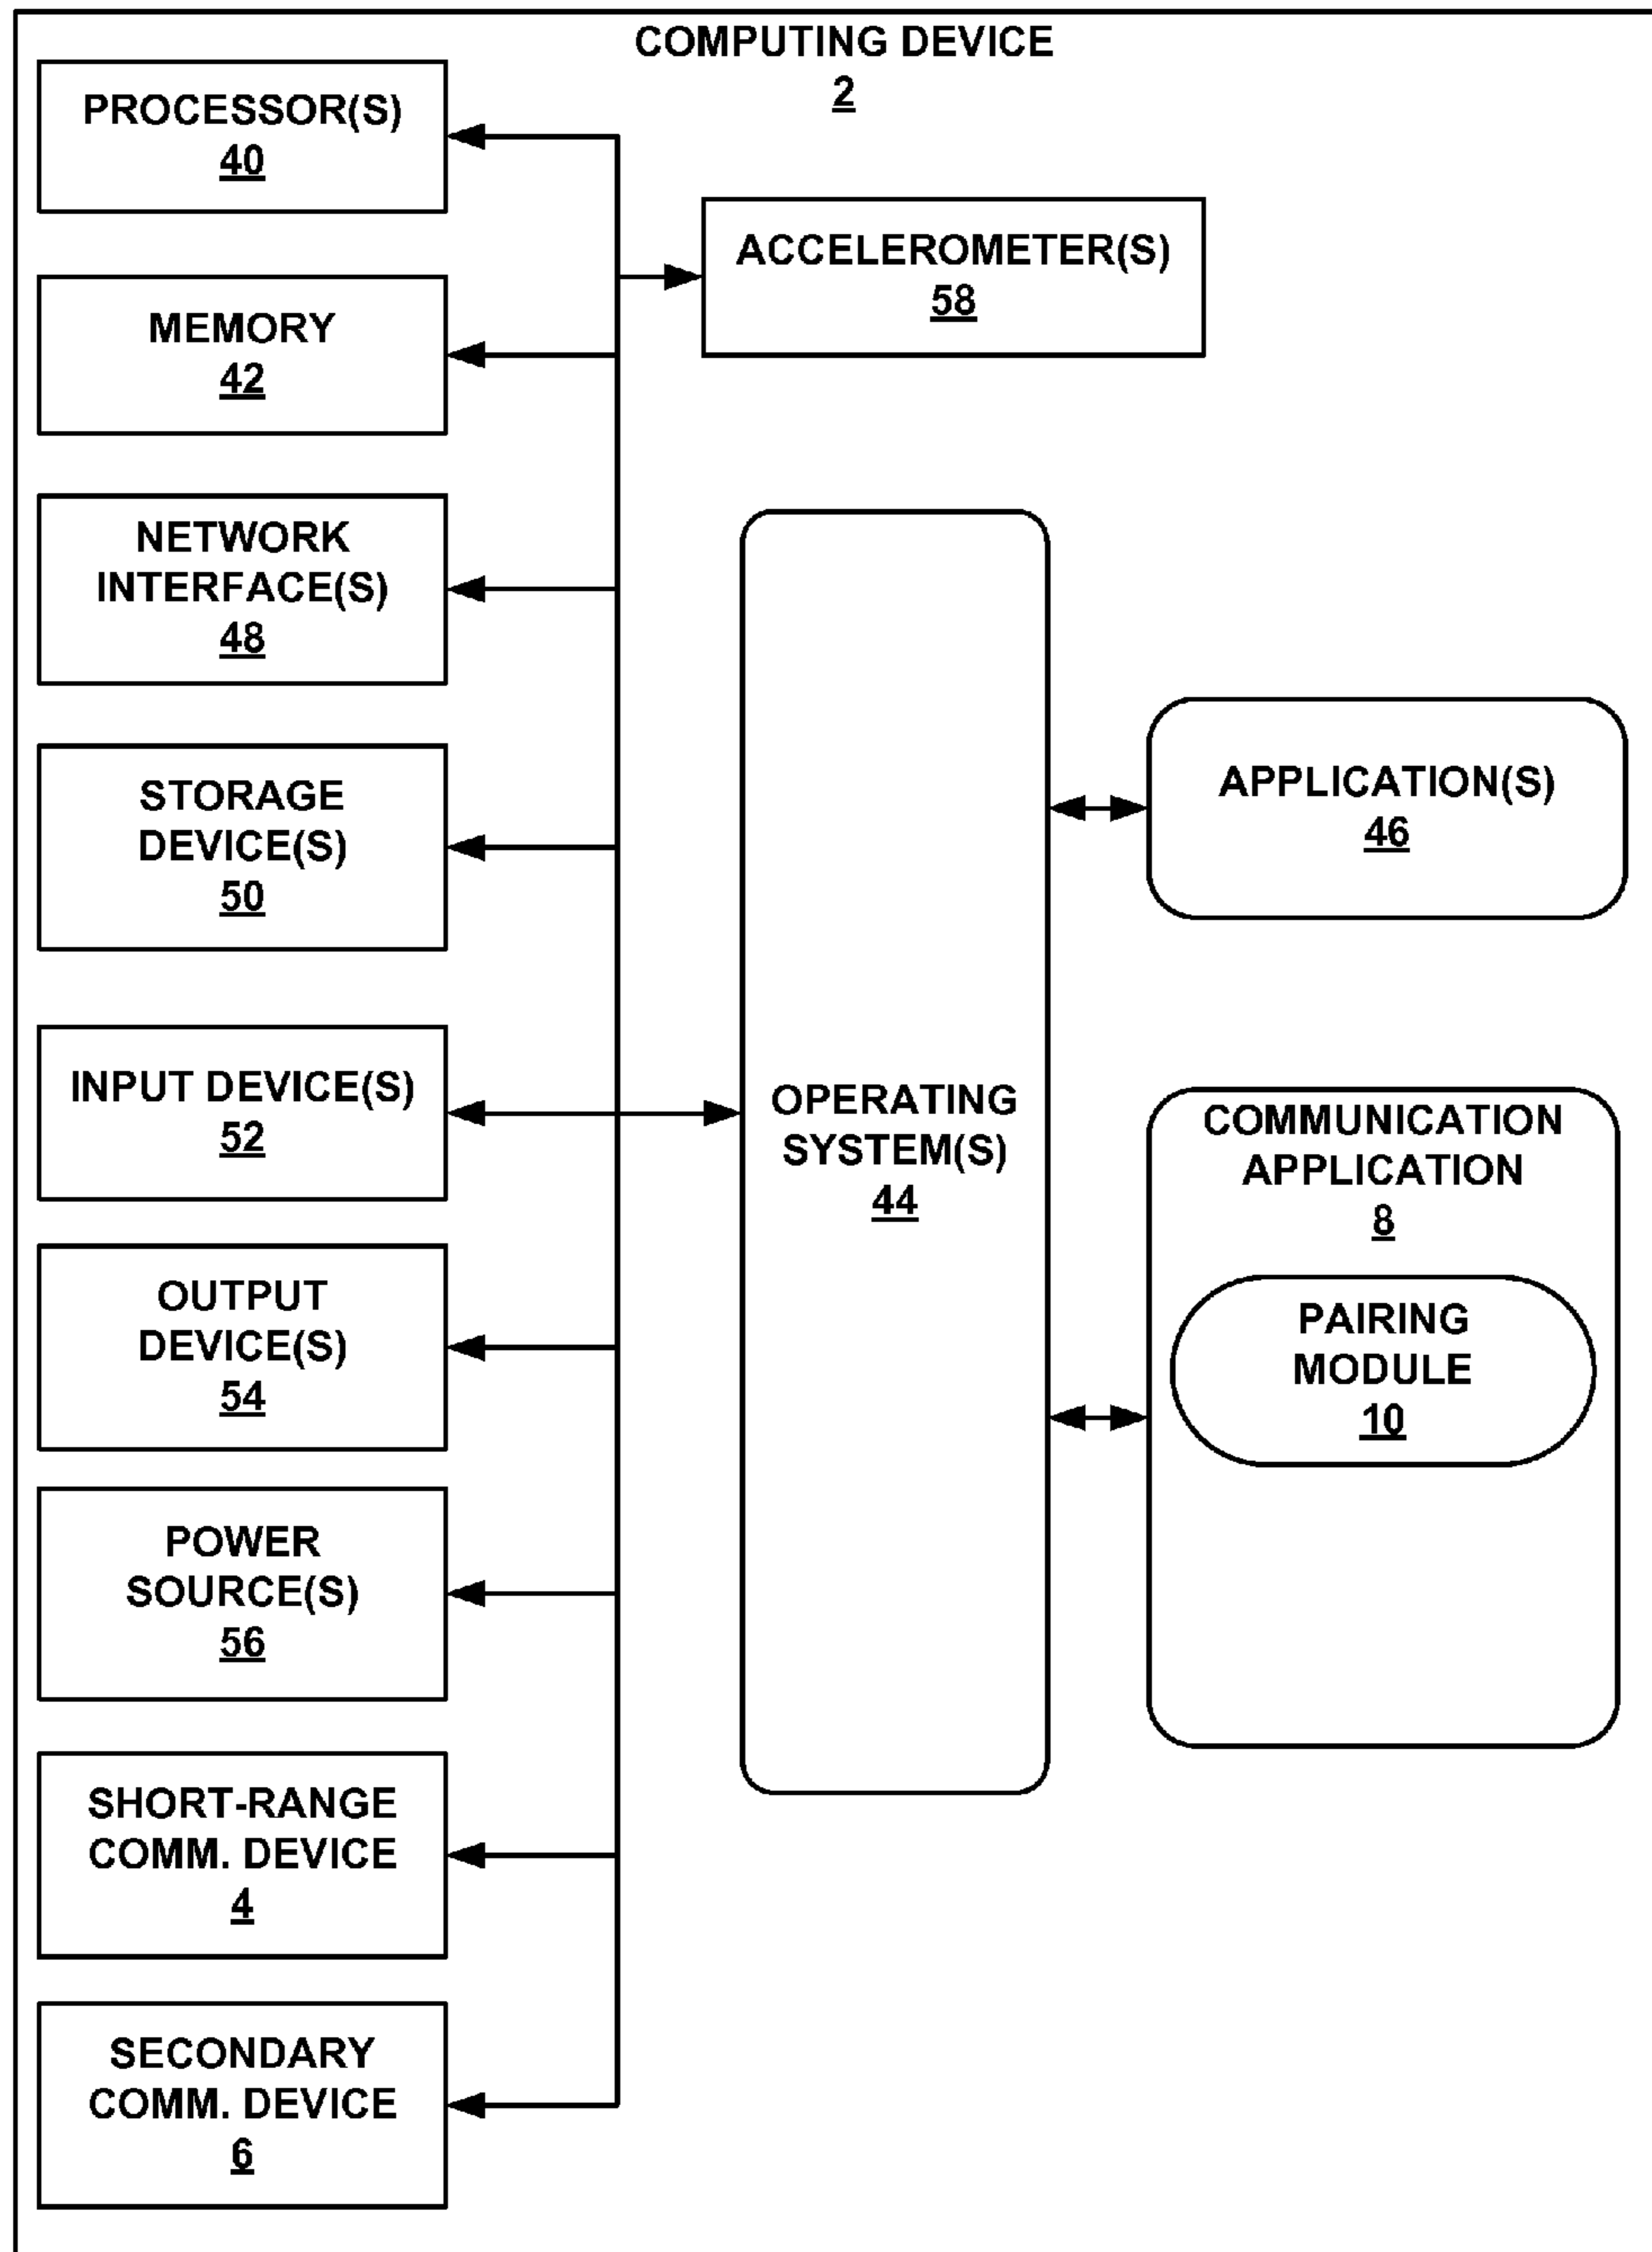 COMPUTING DEVICE
2
PROCESSOR(S)
40
ACCELEROMETER(S)
58
MEMORY
42
NETWORK
INTERFACE(S)
48
STORAGE
DEVICE(S)
50
INPUT DEVICE(S)
52
OUTPUT
DEVICE(S)
54
POWER
SOURCE(S)
56
SHORT-RANGE
COMM. DEVICE
4
SECONDARY
COMM. DEVICE
6
OPERATING
SYSTEM(S)
44
APPLICATION(S)
46
COMMUNICATION
APPLICATION
8
PAIRING
MODULE
10